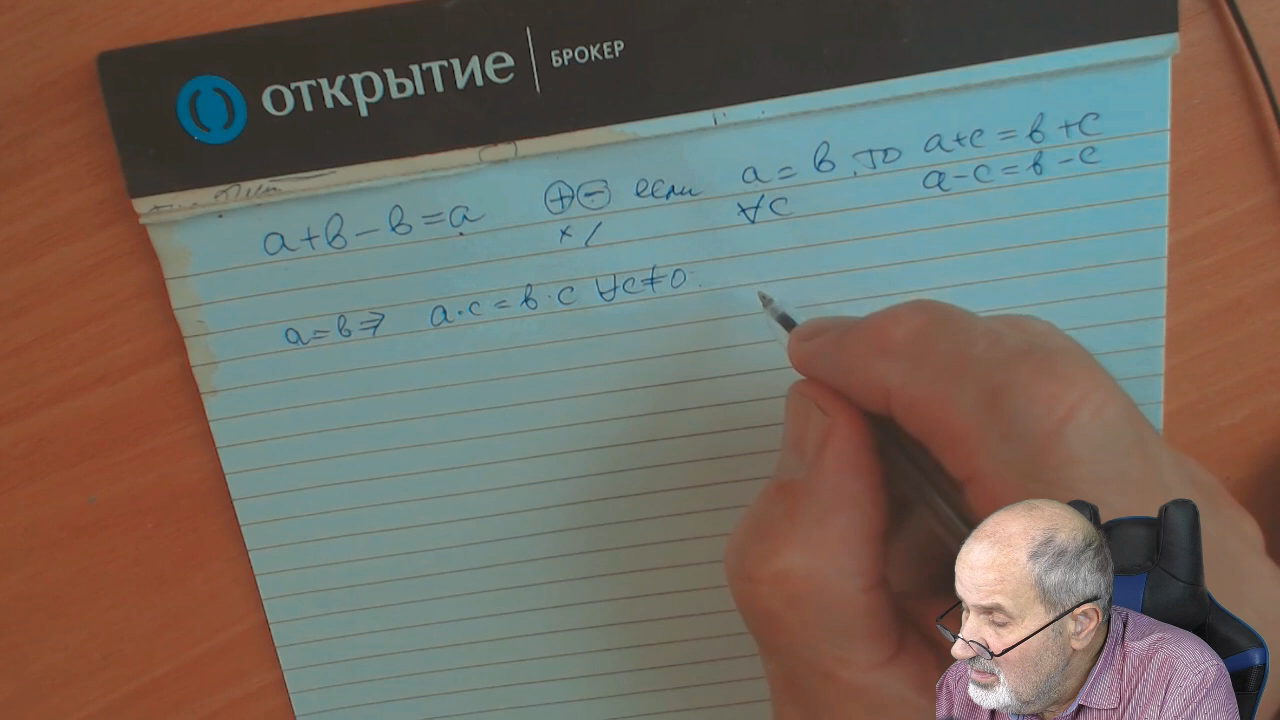 открытие БРОКЕР
a+b-b=a ⊕⊖ если a=b, то a+c=b+c
× / ∀c a-c=b-c
a=b⇒ a·c=b·c ∀c≠0